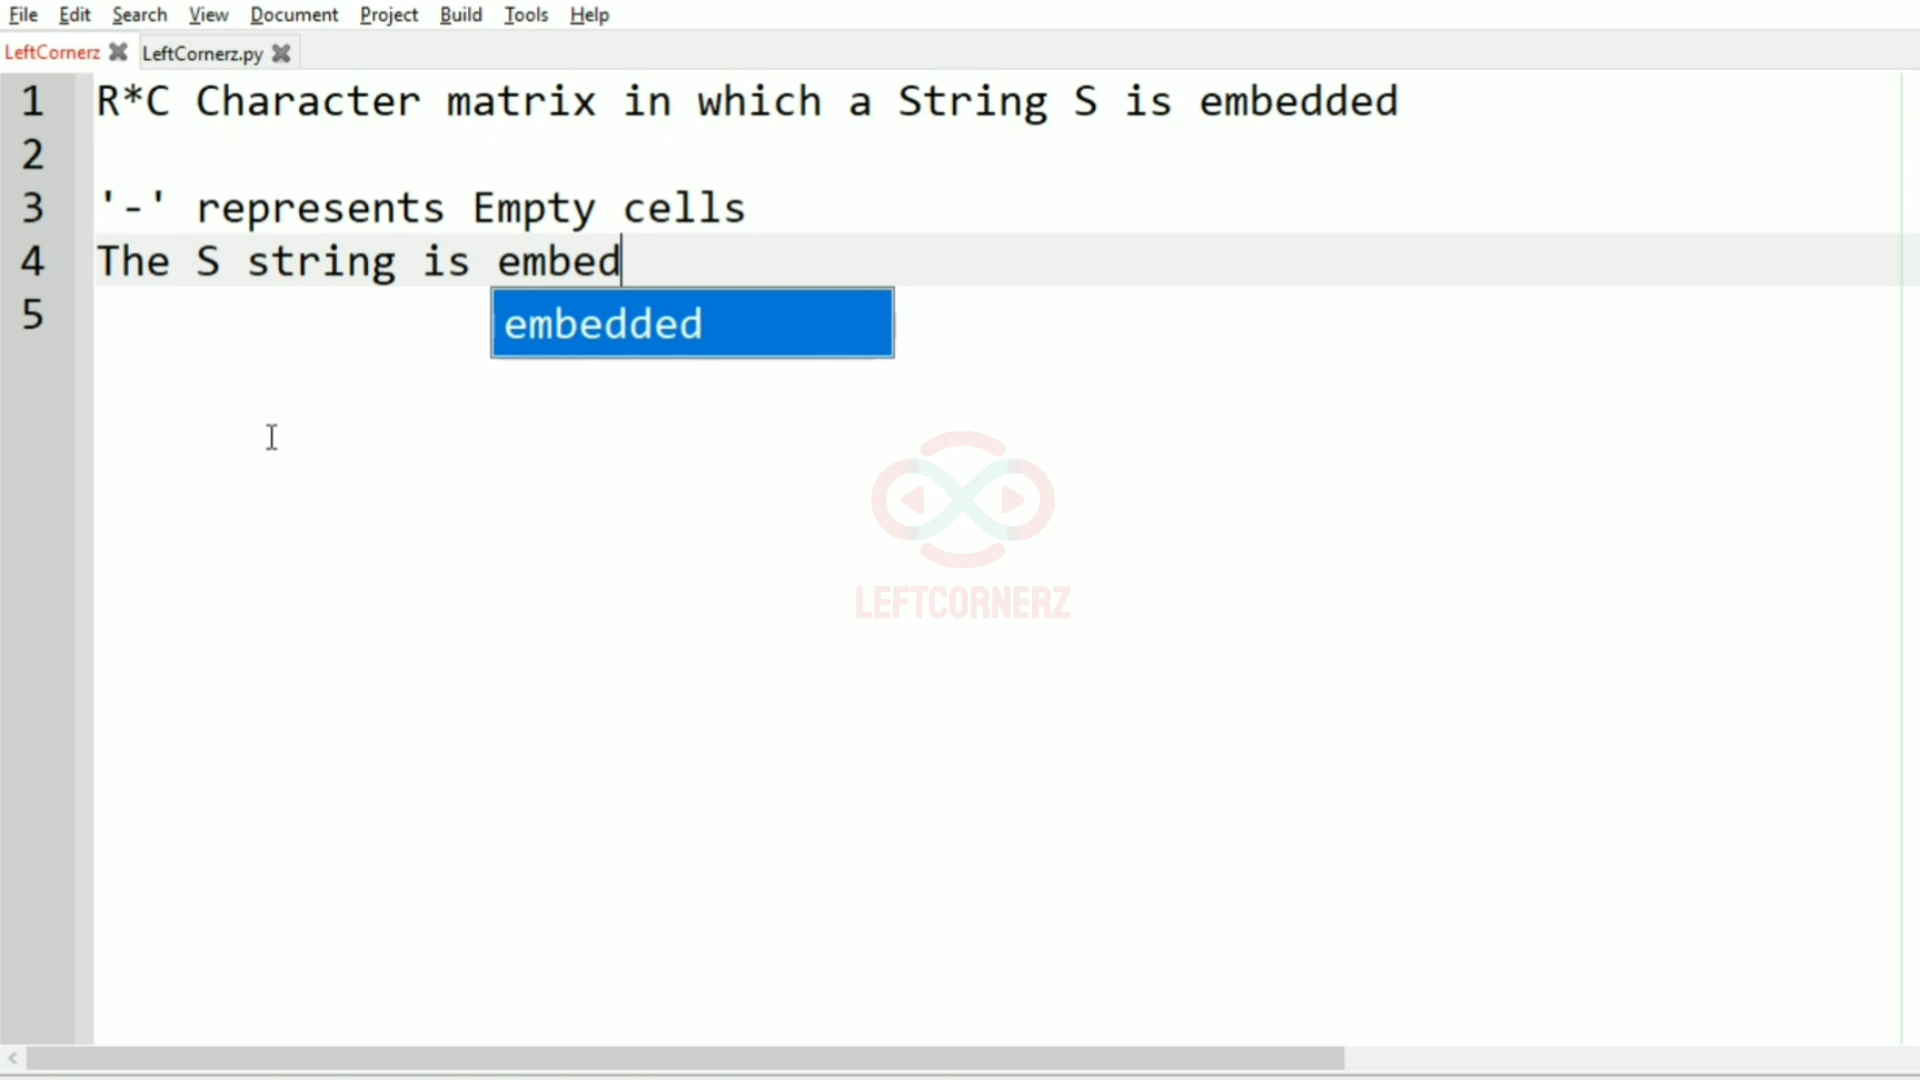 File Edit Search View Document Project Build Tools Help
LeftCornerz LeftCornerz.py
1 R*C Character matrix in which a String S is embedded
2
3 '-' represents Empty cells
4 The S string is embed
embedded
5
LEFTCORNERZ